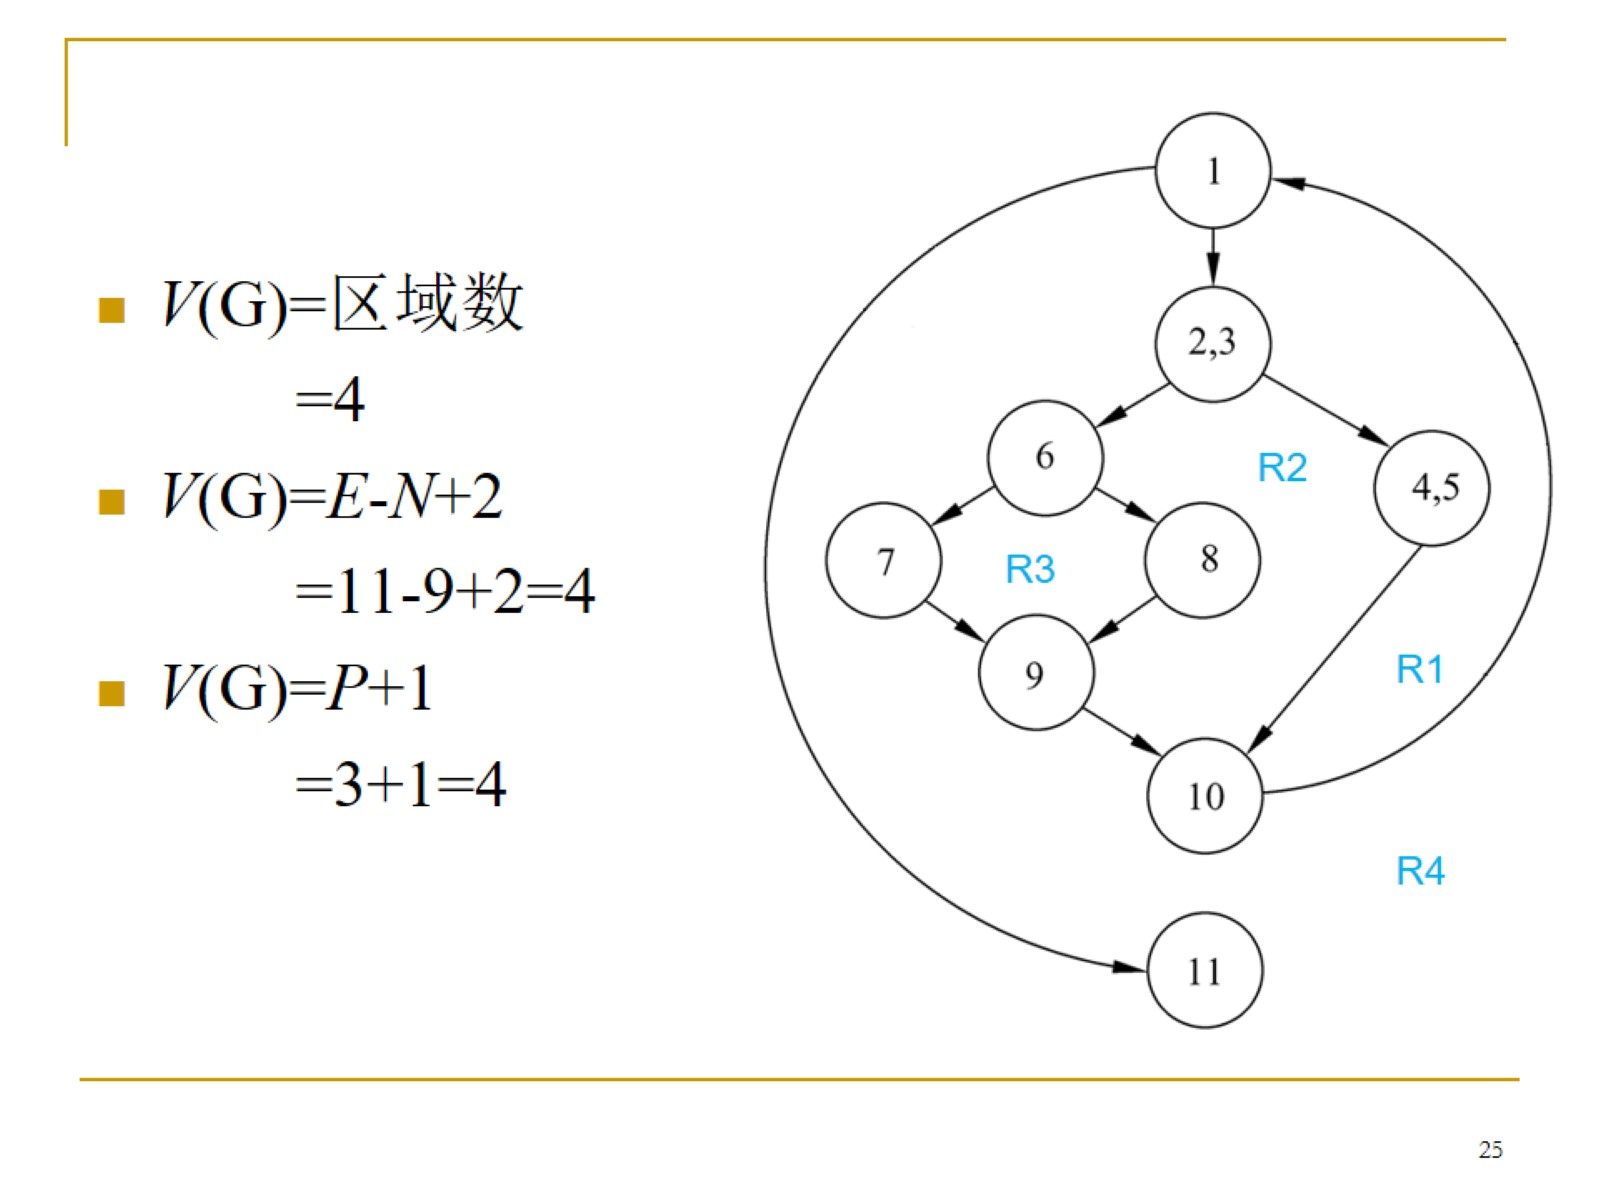 V(G)=区域数
=4
V(G)=E-N+2
=11-9+2=4
V(G)=P+1
=3+1=4
1
2,3
6
R2
4,5
7
R3
8
9
R1
10
R4
11
25